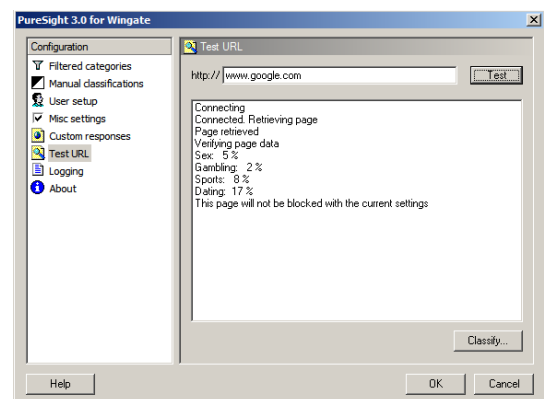 PureSight 3.0 for Wingate
Configuration
Filtered categories
Manual classifications
User setup
Misc settings
Custom responses
Test URL
Logging
About
Test URL
http:// www.google.com
Test
Connecting
Connected. Retrieving page
Page retrieved
Verifying page data
Sex: 5 %
Gambling: 2 %
Sports: 8 %
Dating: 17 %
This page will not be blocked with the current settings
Classify...
Help
OK
Cancel